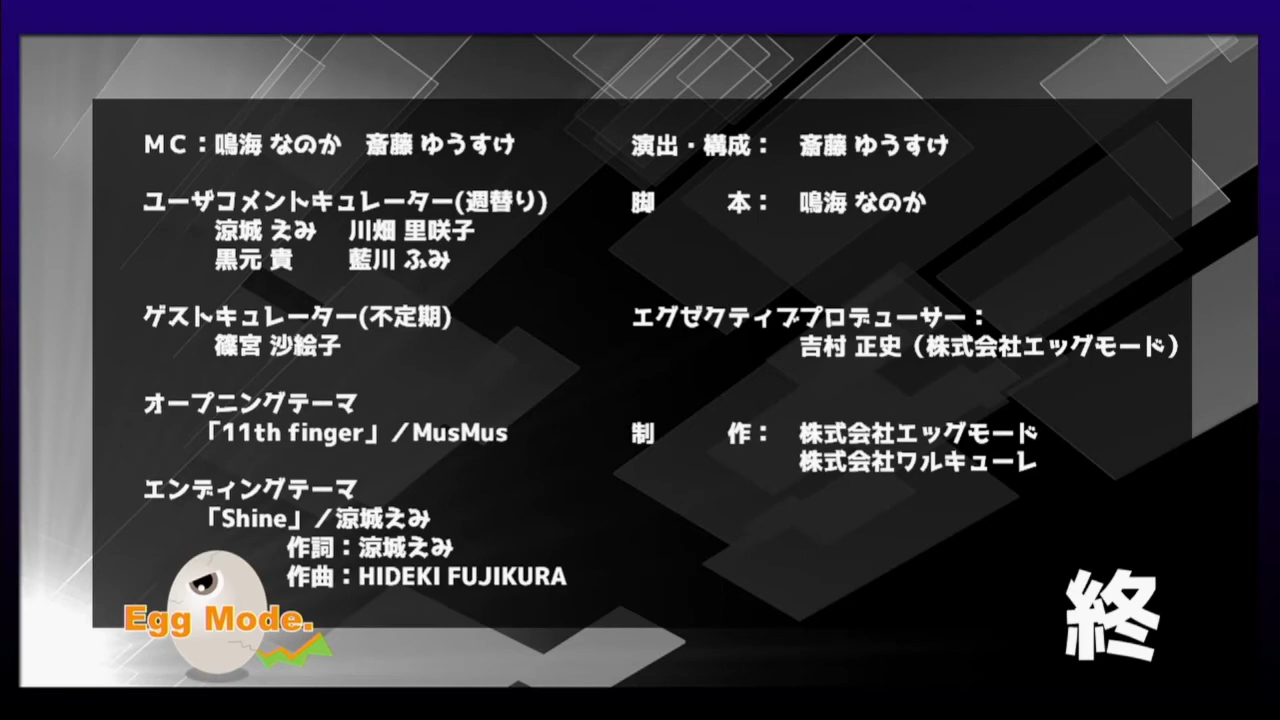 MC：鳴海 なのか　斎藤 ゆうすけ
ユーザコメントキュレーター(週替り)
涼城 えみ　川畑 里咲子
黒元 貴　藍川 ふみ
ゲストキュレーター(不定期)
篠宮 沙絵子
オープニングテーマ
「11th finger」／MusMus
エンディングテーマ
「Shine」／涼城えみ
作詞：涼城えみ
作曲：HIDEKI FUJIKURA
演出・構成：　斎藤 ゆうすけ
脚　　本：　鳴海 なのか
エグゼクティブプロデューサー：
吉村 正史（株式会社エッグモード）
制　　作：　株式会社エッグモード
株式会社ワルキューレ
Egg Mode.
終